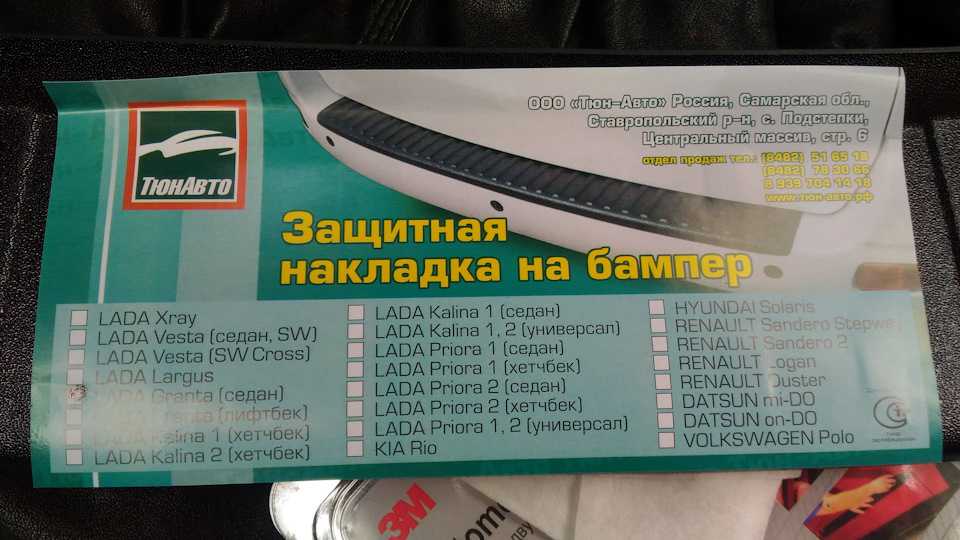 ТюнАвто
ООО «Тюн-Авто» Россия, Самарская обл.,
Ставропольский р-н, с. Подстепки,
Центральный массив, стр. 6
отдел продаж тел.: (8482) 51 65 18
(8482) 78 30 66
8 939 704 14 18
www.тюн-авто.рф
Защитная
накладка на бампер
LADA Xray
LADA Vesta (седан, SW)
LADA Vesta (SW Cross)
LADA Largus
LADA Granta (седан)
LADA Granta (лифтбек)
LADA Kalina 1 (хетчбек)
LADA Kalina 2 (хетчбек)
LADA Kalina 1 (седан)
LADA Kalina 1, 2 (универсал)
LADA Priora 1 (седан)
LADA Priora 1 (хетчбек)
LADA Priora 2 (седан)
LADA Priora 2 (хетчбек)
LADA Priora 1, 2 (универсал)
KIA Rio
HYUNDAI Solaris
RENAULT Sandero Stepway
RENAULT Sandero 2
RENAULT Logan
RENAULT Duster
DATSUN mi-DO
DATSUN on-DO
VOLKSWAGEN Polo
3M